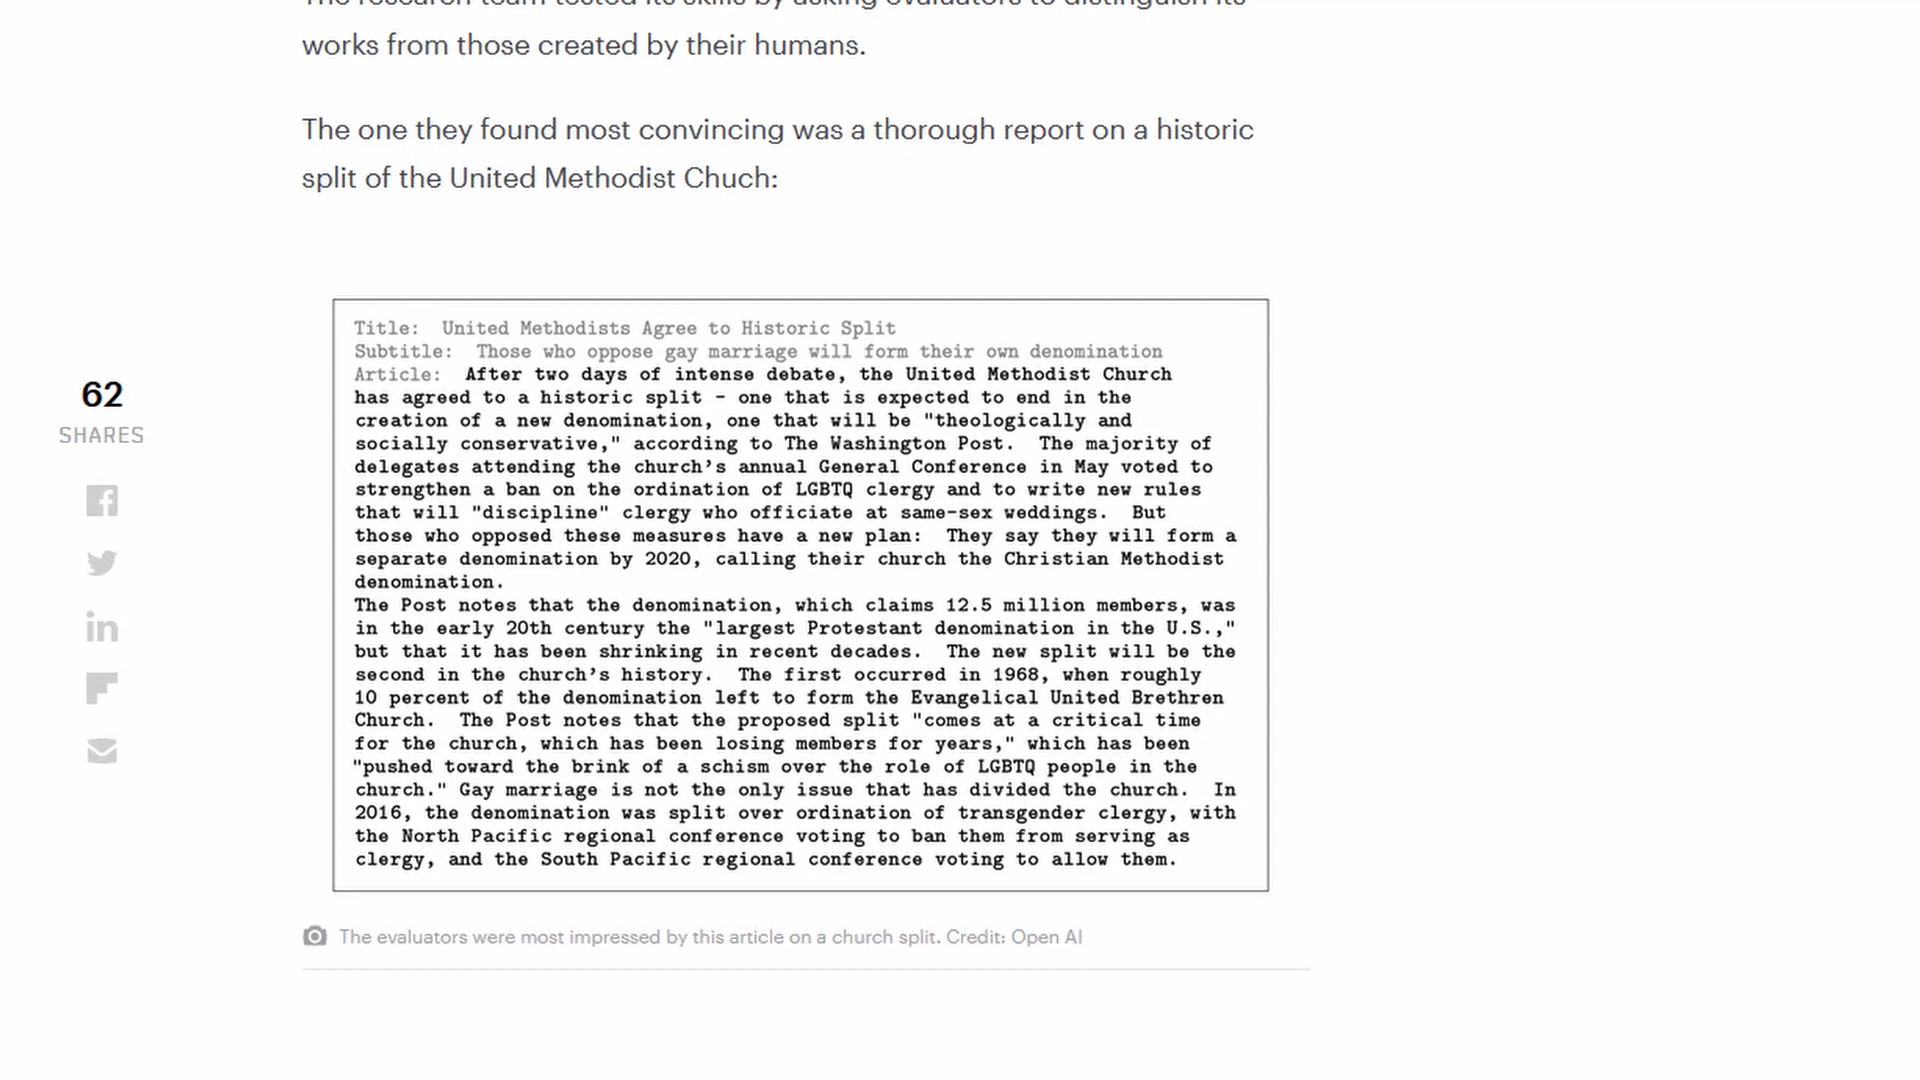 The research team tested its skills by asking evaluators to distinguish its
works from those created by their humans.
The one they found most convincing was a thorough report on a historic
split of the United Methodist Chuch:
Title: United Methodists Agree to Historic Split
Subtitle: Those who oppose gay marriage will form their own denomination
Article: After two days of intense debate, the United Methodist Church
has agreed to a historic split - one that is expected to end in the
creation of a new denomination, one that will be "theologically and
socially conservative," according to The Washington Post. The majority of
delegates attending the church's annual General Conference in May voted to
strengthen a ban on the ordination of LGBTQ clergy and to write new rules
that will "discipline" clergy who officiate at same-sex weddings. But
those who opposed these measures have a new plan: They say they will form a
separate denomination by 2020, calling their church the Christian Methodist
denomination.
The Post notes that the denomination, which claims 12.5 million members, was
in the early 20th century the "largest Protestant denomination in the U.S.,"
but that it has been shrinking in recent decades. The new split will be the
second in the church's history. The first occurred in 1968, when roughly
10 percent of the denomination left to form the Evangelical United Brethren
Church. The Post notes that the proposed split "comes at a critical time
for the church, which has been losing members for years," which has been
"pushed toward the brink of a schism over the role of LGBTQ people in the
church." Gay marriage is not the only issue that has divided the church. In
2016, the denomination was split over ordination of transgender clergy, with
the North Pacific regional conference voting to ban them from serving as
clergy, and the South Pacific regional conference voting to allow them.
62
SHARES
The evaluators were most impressed by this article on a church split. Credit: Open AI